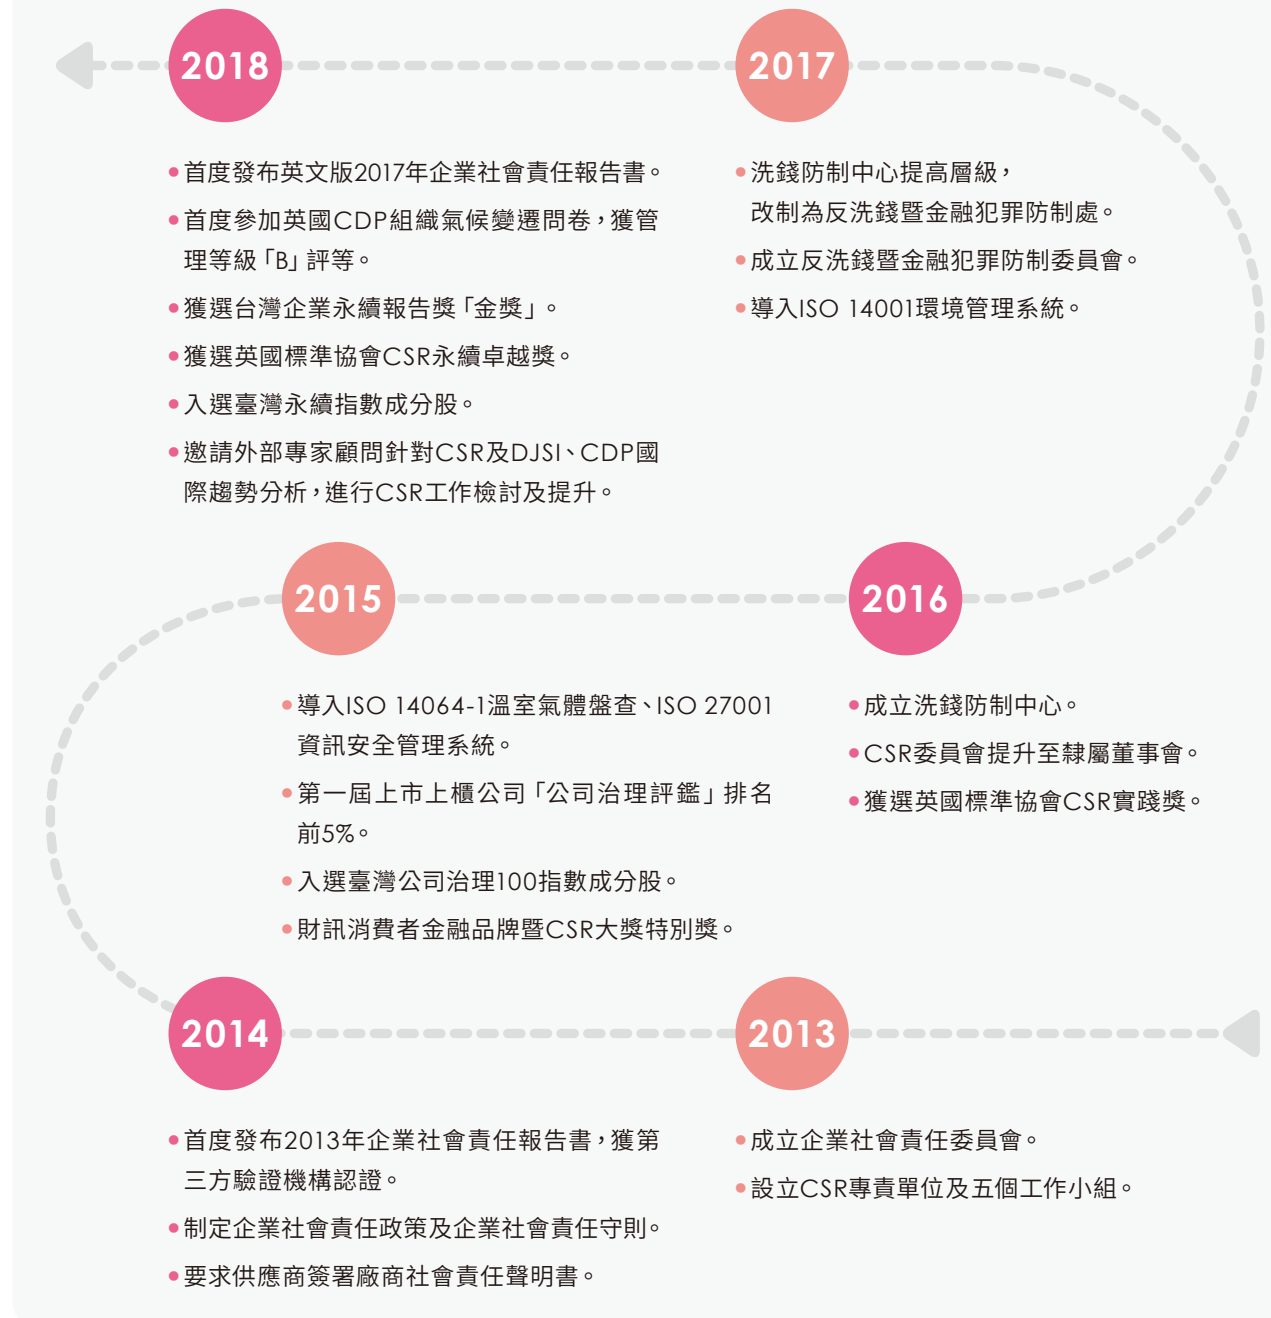 2018
首度發布英文版2017年企業社會責任報告書。
首度參加英國CDP組織氣候變遷問卷,獲管
理等級「B」評等。
獲選台灣企業永續報告獎「金獎」。
獲選英國標準協會CSR永續卓越獎。
入選臺灣永續指數成分股。
邀請外部專家顧問針對CSR及DJSI、CDP國
際趨勢分析,進行CSR工作檢討及提升。
2017
洗錢防制中心提高層級,
改制為反洗錢暨金融犯罪防制處。
成立反洗錢暨金融犯罪防制委員會。
導入ISO 14001環境管理系統。
2015
導入ISO 14064-1溫室氣體盤查、ISO 27001
資訊安全管理系統。
第一屆上市上櫃公司「公司治理評鑑」排名
前5%。
入選臺灣公司治理100指數成分股。
財訊消費者金融品牌暨CSR大獎特別獎。
2016
成立洗錢防制中心。
CSR委員會提升至隸屬董事會。
獲選英國標準協會CSR實踐獎。
2014
首度發布2013年企業社會責任報告書,獲第
三方驗證機構認證。
制定企業社會責任政策及企業社會責任守則。
要求供應商簽署廠商社會責任聲明書。
2013
成立企業社會責任委員會。
設立CSR專責單位及五個工作小組。